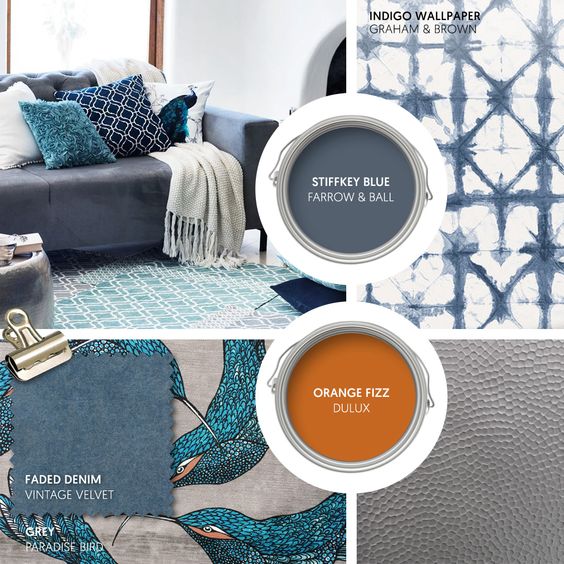 INDIGO WALLPAPER
GRAHAM & BROWN
STIFFKEY BLUE
FARROW & BALL
ORANGE FIZZ
DULUX
FADED DENIM
VINTAGE VELVET
GREY
PARADISE BIRD